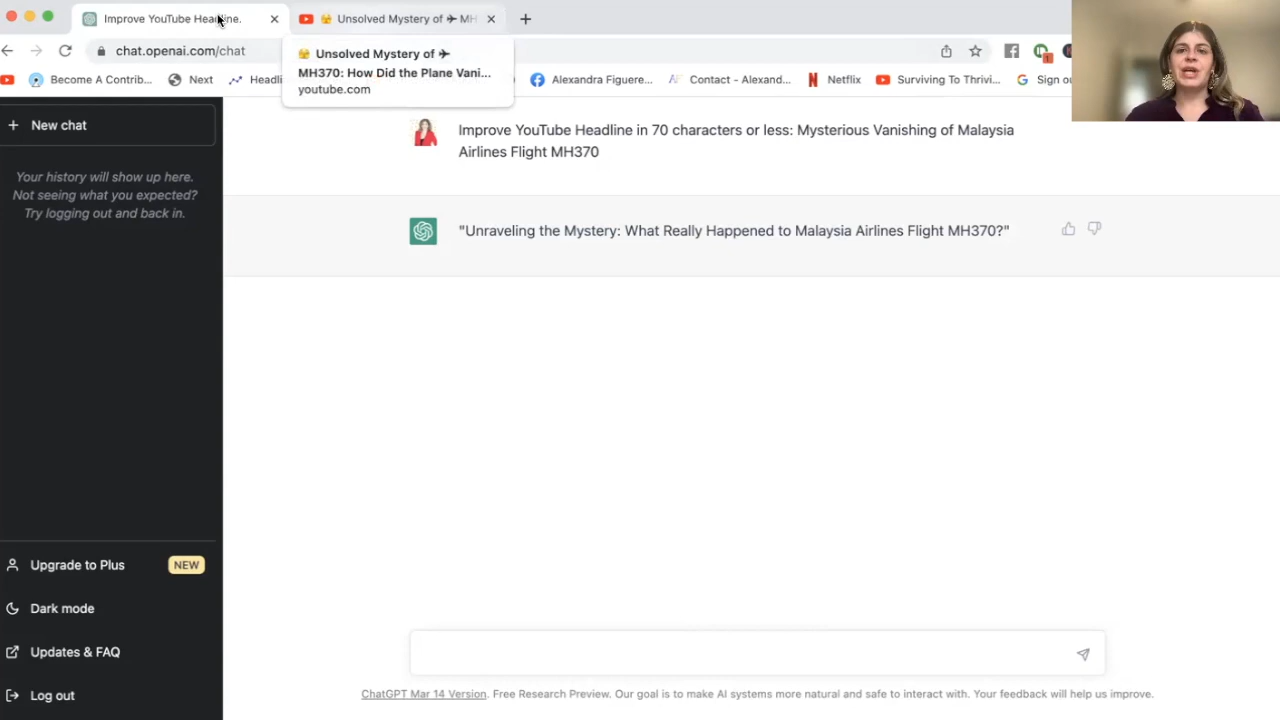 Improve YouTube Headline.
Unsolved Mystery of ✈ MH
chat.openai.com/chat
Unsolved Mystery of ✈
MH370: How Did the Plane Vani...
youtube.com
Become A Contrib...
Next
Headli
Alexandra Figuere...
Contact - Alexand...
Netflix
Surviving To Thrivi...
Sign ou
1
New chat
Your history will show up here.
Not seeing what you expected?
Try logging out and back in.
Improve YouTube Headline in 70 characters or less: Mysterious Vanishing of Malaysia
Airlines Flight MH370
"Unraveling the Mystery: What Really Happened to Malaysia Airlines Flight MH370?"
Upgrade to Plus
NEW
Dark mode
Updates & FAQ
Log out
ChatGPT Mar 14 Version. Free Research Preview. Our goal is to make AI systems more natural and safe to interact with. Your feedback will help us improve.